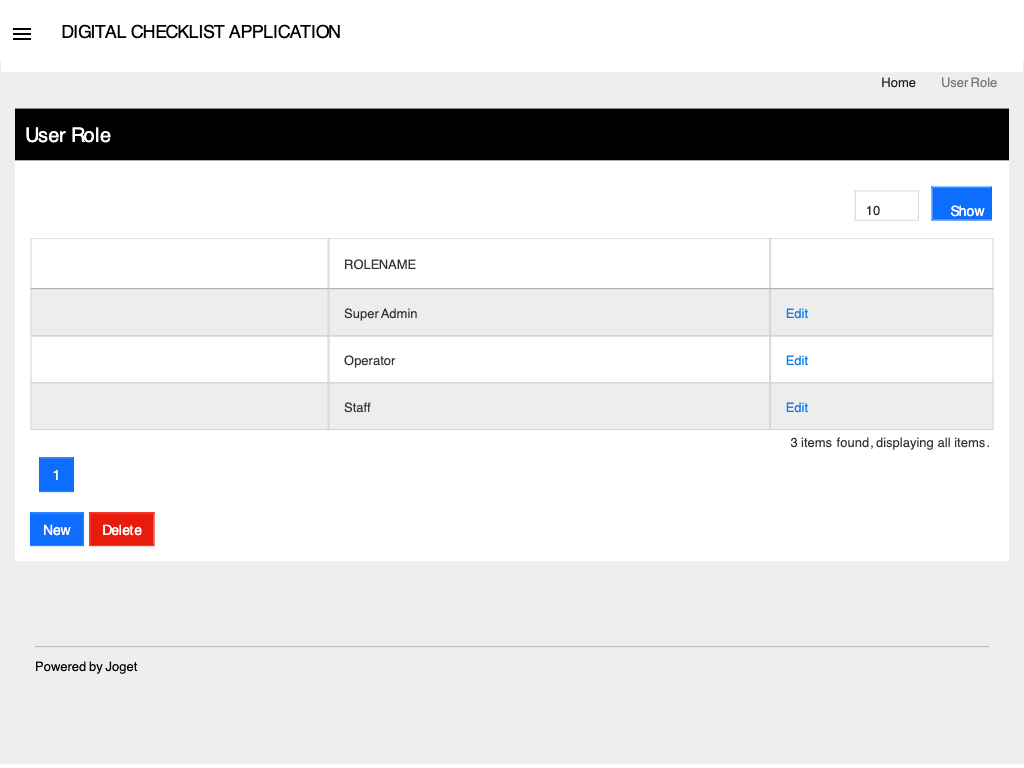 DIGITAL CHECKLIST APPLICATION
Home User Role
User Role
10 Show
ROLENAME
Super Admin Edit
Operator Edit
Staff Edit
3 items found, displaying all items.
1
New Delete
Powered by Joget